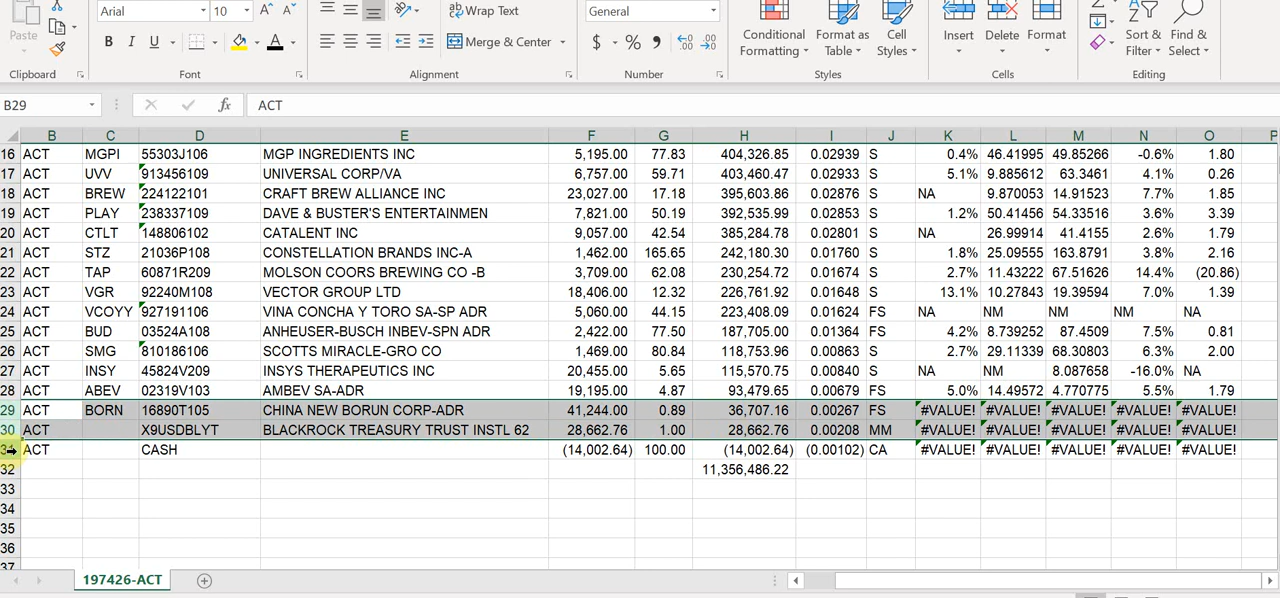 Arial 10 Wrap Text General
Paste B I U Merge & Center $ % Conditional Formatting Format as Table Cell Styles Insert Delete Format Sort & Filter Find & Select
Clipboard Font Alignment Number Styles Cells Editing
B29 fx ACT
B C D E F G H I J K L M N O P
16 ACT MGPI 55303J106 MGP INGREDIENTS INC 5,195.00 77.83 404,326.85 0.02939 S 0.4% 46.41995 49.85266 -0.6% 1.80
17 ACT UVV 913456109 UNIVERSAL CORP/VA 6,757.00 59.71 403,460.47 0.02933 S 5.1% 9.885612 63.3461 4.1% 0.26
18 ACT BREW 224122101 CRAFT BREW ALLIANCE INC 23,027.00 17.18 395,603.86 0.02876 S NA 9.870053 14.91523 7.7% 1.85
19 ACT PLAY 238337109 DAVE & BUSTER'S ENTERTAINMEN 7,821.00 50.19 392,535.99 0.02853 S 1.2% 50.41456 54.33516 3.6% 3.39
20 ACT CTLT 148806102 CATALENT INC 9,057.00 42.54 385,284.78 0.02801 S NA 26.99914 41.4155 2.6% 1.79
21 ACT STZ 21036P108 CONSTELLATION BRANDS INC-A 1,462.00 165.65 242,180.30 0.01760 S 1.8% 25.09555 163.8791 3.8% 2.16
22 ACT TAP 60871R209 MOLSON COORS BREWING CO -B 3,709.00 62.08 230,254.72 0.01674 S 2.7% 11.43222 67.51626 14.4% (20.86)
23 ACT VGR 92240M108 VECTOR GROUP LTD 18,406.00 12.32 226,761.92 0.01648 S 13.1% 10.27843 19.39594 7.0% 1.39
24 ACT VCOYY 927191106 VINA CONCHA Y TORO SA-SP ADR 5,060.00 44.15 223,408.09 0.01624 FS NA NM NM NM NA
25 ACT BUD 03524A108 ANHEUSER-BUSCH INBEV-SPN ADR 2,422.00 77.50 187,705.00 0.01364 FS 4.2% 8.739252 87.4509 7.5% 0.81
26 ACT SMG 810186106 SCOTTS MIRACLE-GRO CO 1,469.00 80.84 118,753.96 0.00863 S 2.7% 29.11339 68.30803 6.3% 2.00
27 ACT INSY 45824V209 INSYS THERAPEUTICS INC 20,455.00 5.65 115,570.75 0.00840 S NA NM 8.087658 -16.0% NA
28 ACT ABEV 02319V103 AMBEV SA-ADR 19,195.00 4.87 93,479.65 0.00679 FS 5.0% 14.49572 4.770775 5.5% 1.79
29 ACT BORN 16890T105 CHINA NEW BORUN CORP-ADR 41,244.00 0.89 36,707.16 0.00267 FS #VALUE! #VALUE! #VALUE! #VALUE! #VALUE!
30 ACT X9USDBLYT BLACKROCK TREASURY TRUST INSTL 62 28,662.76 1.00 28,662.76 0.00208 MM #VALUE! #VALUE! #VALUE! #VALUE! #VALUE!
ACT CASH (14,002.64) 100.00 (14,002.64) (0.00102) CA #VALUE! #VALUE! #VALUE! #VALUE! #VALUE!
32 11,356,486.22
33
34
35
36
37
197426-ACT